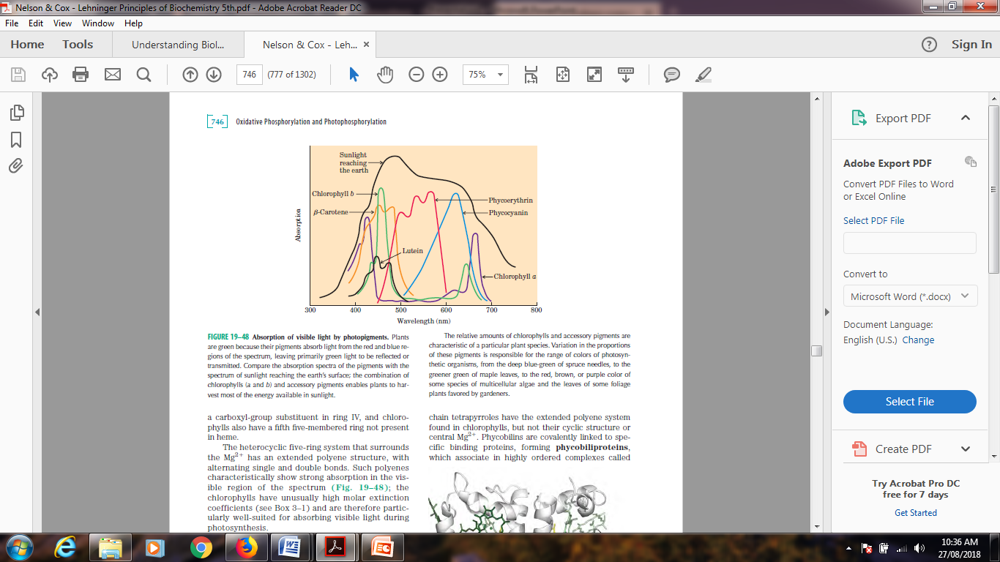 Nelson & Cox - Lehninger Principles of Biochemistry 5th.pdf - Adobe Acrobat Reader DC
File Edit View Window Help
Home Tools Understanding Biol... Nelson & Cox - Leh... × ? Sign In
746 (777 of 1302) 75%
746 Oxidative Phosphorylation and Photophosphorylation
Sunlight
reaching
the earth
Chlorophyll b
β-Carotene
Phycoerythrin
Phycocyanin
Lutein
Chlorophyll a
Absorption
300 400 500 600 700 800
Wavelength (nm)
FIGURE 19–48 Absorption of visible light by photopigments. Plants
are green because their pigments absorb light from the red and blue re-
gions of the spectrum, leaving primarily green light to be reflected or
transmitted. Compare the absorption spectra of the pigments with the
spectrum of sunlight reaching the earth's surface; the combination of
chlorophylls (a and b) and accessory pigments enables plants to har-
vest most of the energy available in sunlight.
The relative amounts of chlorophylls and accessory pigments are
characteristic of a particular plant species. Variation in the proportions
of these pigments is responsible for the range of colors of photosyn-
thetic organisms, from the deep blue-green of spruce needles, to the
greener green of maple leaves, to the red, brown, or purple color of
some species of multicellular algae and the leaves of some foliage
plants favored by gardeners.
a carboxyl-group substituent in ring IV, and chloro-
phylls also have a fifth five-membered ring not present
in heme.
The heterocyclic five-ring system that surrounds
the Mg²⁺ has an extended polyene structure, with
alternating single and double bonds. Such polyenes
characteristically show strong absorption in the vis-
ible region of the spectrum (Fig. 19–48); the
chlorophylls have unusually high molar extinction
coefficients (see Box 3–1) and are therefore partic-
ularly well-suited for absorbing visible light during
photosynthesis.
chain tetrapyrroles have the extended polyene system
found in chlorophylls, but not their cyclic structure or
central Mg²⁺. Phycobilins are covalently linked to spe-
cific binding proteins, forming phycobiliproteins,
which associate in highly ordered complexes called
Export PDF
Adobe Export PDF
Convert PDF Files to Word
or Excel Online
Select PDF File
Convert to
Microsoft Word (*.docx)
Document Language:
English (U.S.) Change
Select File
Create PDF
Try Acrobat Pro DC
free for 7 days
Get Started
10:36 AM
27/08/2018